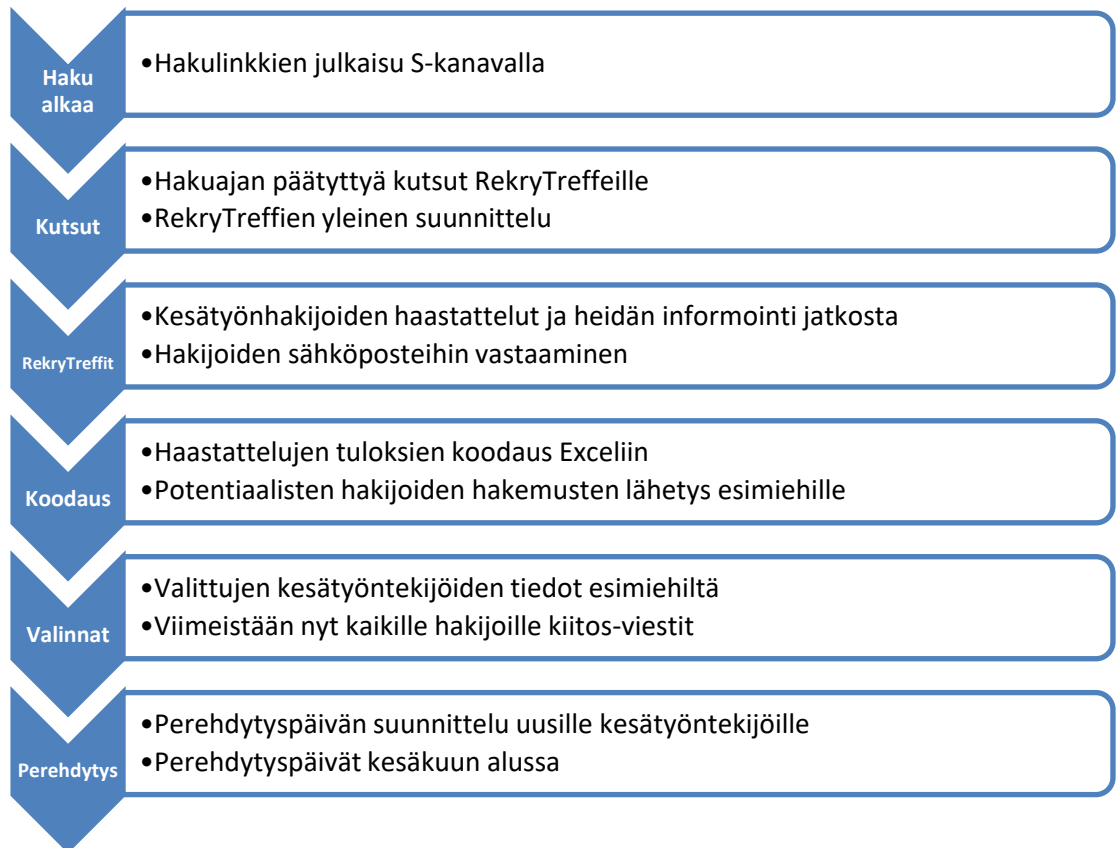 Haku
alkaa
•Hakulinkkien julkaisu S-kanavalla
Kutsut
•Hakuajan päätyttyä kutsut RekryTreffeille
•RekryTreffien yleinen suunnittelu
RekryTreffit
•Kesätyönhakijoiden haastattelut ja heidän informointi jatkosta
•Hakijoiden sähköposteihin vastaaminen
Koodaus
•Haastattelujen tuloksien koodaus Exceliin
•Potentiaalisten hakijoiden hakemusten lähetys esimiehille
Valinnat
•Valittujen kesätyöntekijöiden tiedot esimiehiltä
•Viimeistään nyt kaikille hakijoille kiitos-viestit
Perehdytys
•Perehdytyspäivän suunnittelu uusille kesätyöntekijöille
•Perehdytyspäivät kesäkuun alussa